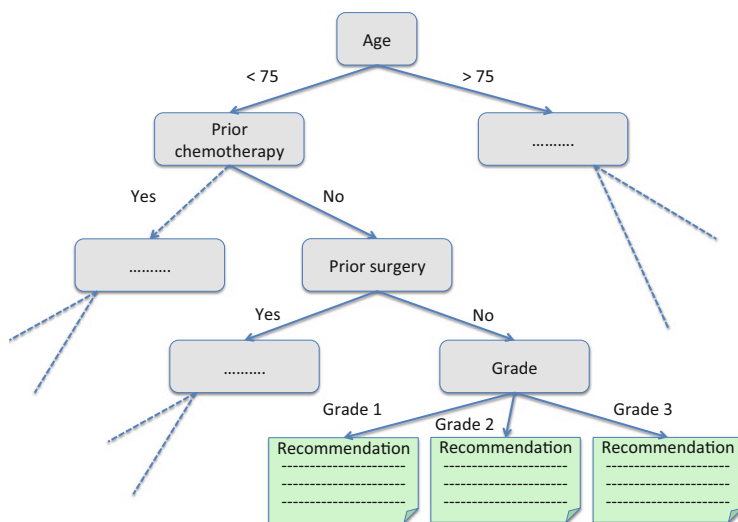 Age
< 75
> 75
Prior
chemotherapy
..........
Yes
No
..........
Prior surgery
Yes
No
..........
Grade
Grade 1
Grade 2
Grade 3
Recommendation
---------------------
---------------------
---------------------
Recommendation
---------------------
---------------------
---------------------
Recommendation
---------------------
---------------------
---------------------